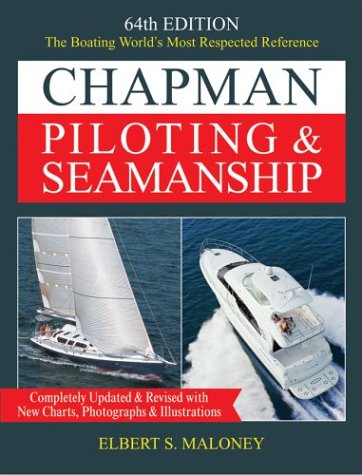 64th EDITION
The Boating World's Most Respected Reference
CHAPMAN
PILOTING &
SEAMANSHIP
Completely Updated & Revised with
New Charts, Photographs & Illustrations
ELBERT S. MALONEY